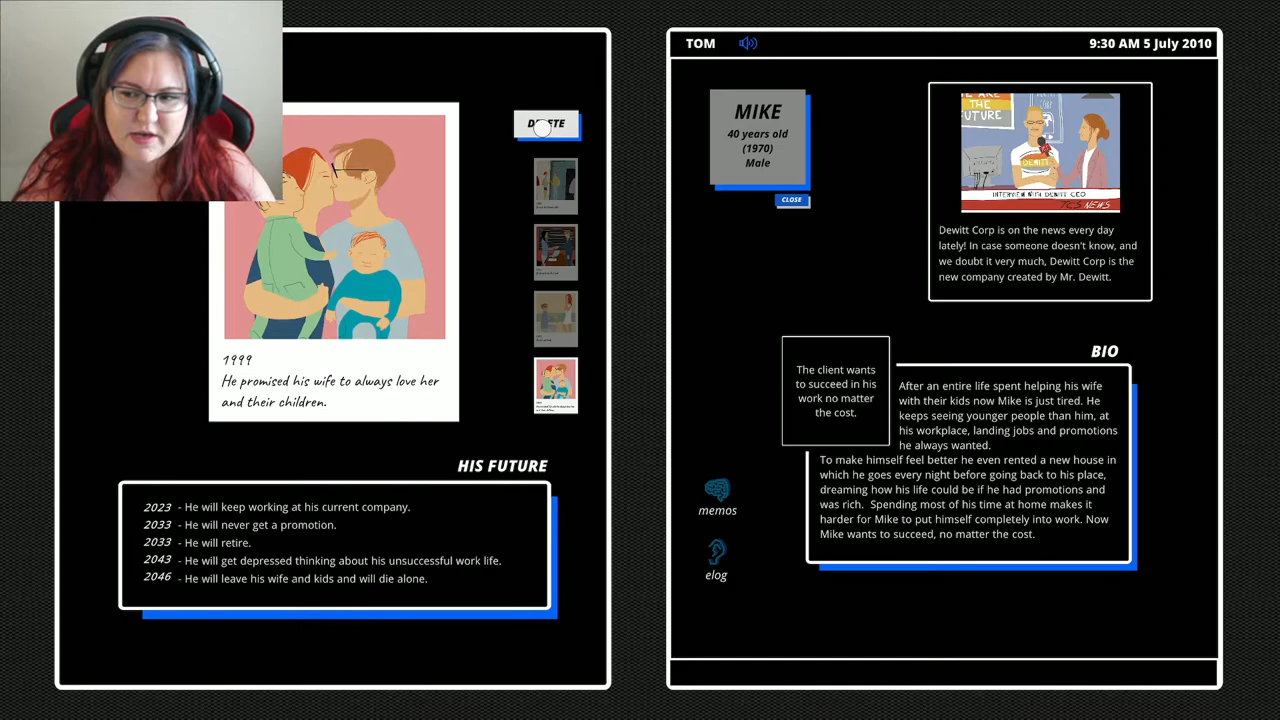 DELETE
1999
He promised his wife to always love her
and their children.
HIS FUTURE
2023 - He will keep working at his current company.
2033 - He will never get a promotion.
2033 - He will retire.
2043 - He will get depressed thinking about his unsuccessful work life.
2046 - He will leave his wife and kids and will die alone.
TOM
9:30 AM 5 July 2010
MIKE
40 years old
(1970)
Male
CLOSE
ARE THE
FUTURE
DEWITT
INTERVIEW WITH DEWITT CEO
TCS NEWS
Dewitt Corp is on the news every day
lately! In case someone doesn't know, and
we doubt it very much, Dewitt Corp is the
new company created by Mr. Dewitt.
The client wants
to succeed in his
work no matter
the cost.
BIO
After an entire life spent helping his wife
with their kids now Mike is just tired. He
keeps seeing younger people than him, at
his workplace, landing jobs and promotions
he always wanted.
To make himself feel better he even rented a new house in
which he goes every night before going back to his place,
dreaming how his life could be if he had promotions and
was rich. Spending most of his time at home makes it
harder for Mike to put himself completely into work. Now
Mike wants to succeed, no matter the cost.
memos
elog